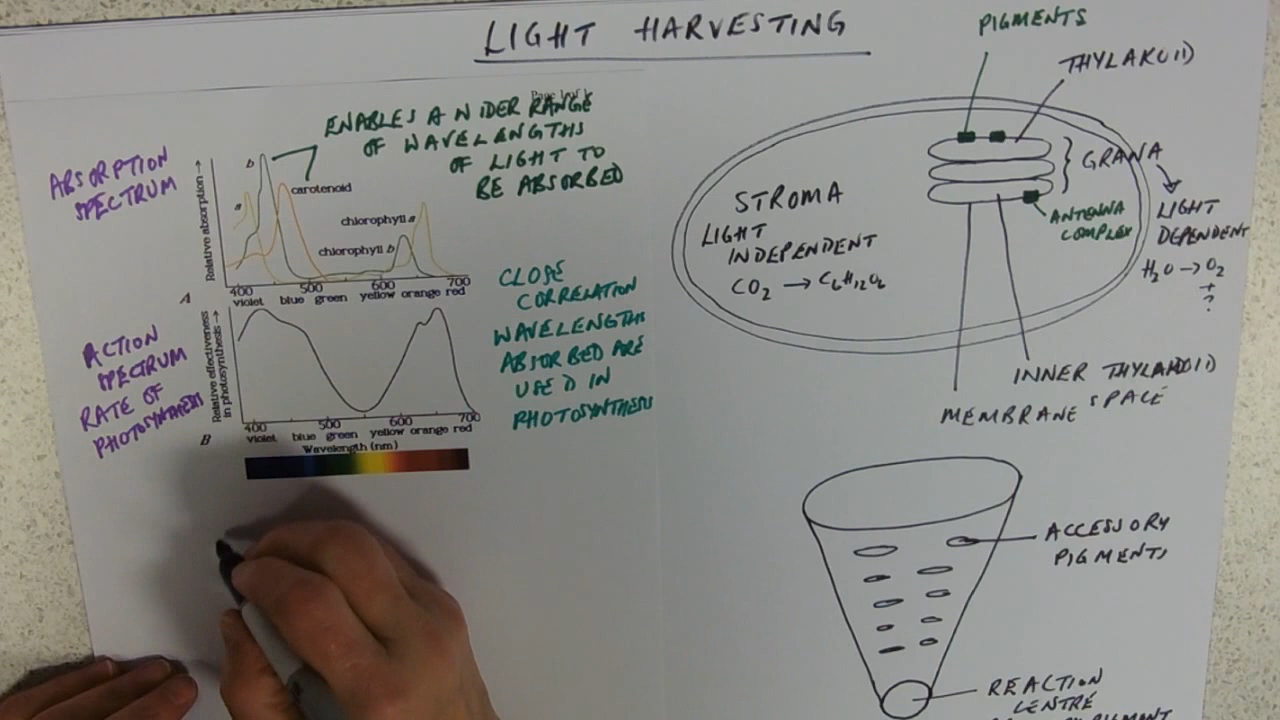 LIGHT HARVESTING
ENABLES A WIDER RANGE
OF WAVELENGTHS
OF LIGHT TO
BE ABSORBED
ABSORPTION
SPECTRUM
Relative absorption →
b
a
carotenoid
chlorophyll a
chlorophyll b
400 500 600 700
violet blue green yellow orange red
A
ACTION
SPECTRUM
RATE OF
PHOTOSYNTHESIS
Relative effectiveness
in photosynthesis →
400 500 600 700
violet blue green yellow orange red
B
Wavelength (nm)
CLOSE
CORRELATION
WAVELENGTHS
ABSORBED ARE
USED IN
PHOTOSYNTHESIS
PIGMENTS
THYLAKOID
GRANA
STROMA
LIGHT
INDEPENDENT
CO2 → C6H12O6
ANTENNA
COMPLEX
LIGHT
DEPENDENT
H2O → O2
+
?
INNER THYLAKOID
SPACE
MEMBRANE
ACCESSORY
PIGMENTS
REACTION
CENTRE